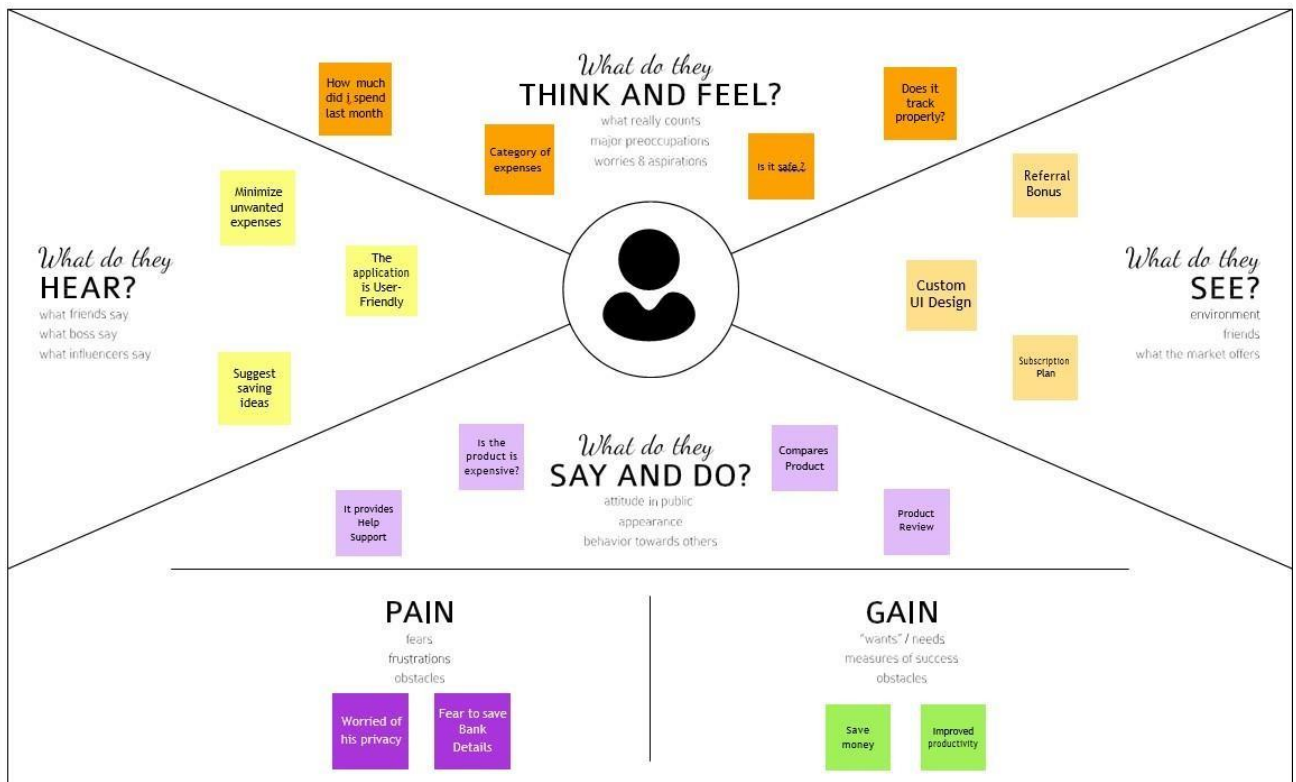 What do they
THINK AND FEEL?
what really counts
major preoccupations
worries & aspirations
How much
did i spend
last month
Category of
expenses
Is it safe.?
Does it
track
properly?
What do they
HEAR?
what friends say
what boss say
what influencers say
Minimize
unwanted
expenses
The
application
is User-
Friendly
Suggest
saving
ideas
What do they
SEE?
environment
friends
what the market offers
Referral
Bonus
Custom
UI Design
Subscription
Plan
What do they
SAY AND DO?
attitude in public
appearance
behavior towards others
It provides
Help
Support
Is the
product is
expensive?
Compares
Product
Product
Review
PAIN
fears
frustrations
obstacles
Worried of
his privacy
Fear to save
Bank
Details
GAIN
"wants" / needs
measures of success
obstacles
Save
money
Improved
productivity